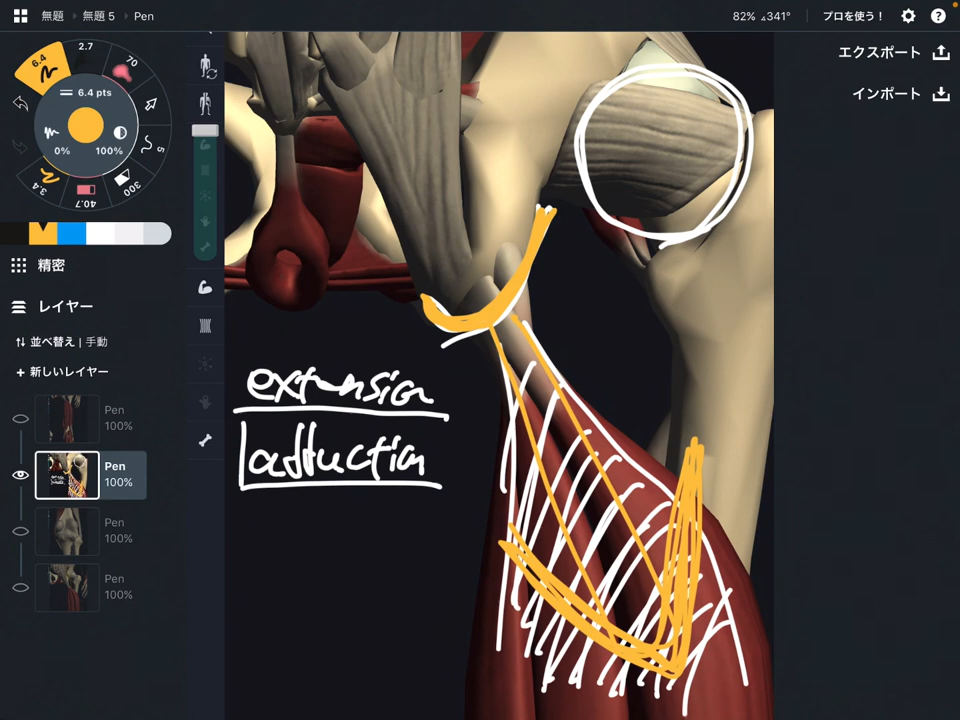 無題 › 無題 5 › Pen
82% ⊿341°
プロを使う！
エクスポート
インポート
2.7
6.4
70
6.4 pts
0% 100%
5
34
40.7
300
精密
レイヤー
並べ替え | 手動
+ 新しいレイヤー
Pen
100%
Pen
100%
Pen
100%
Pen
100%
extension
adduction